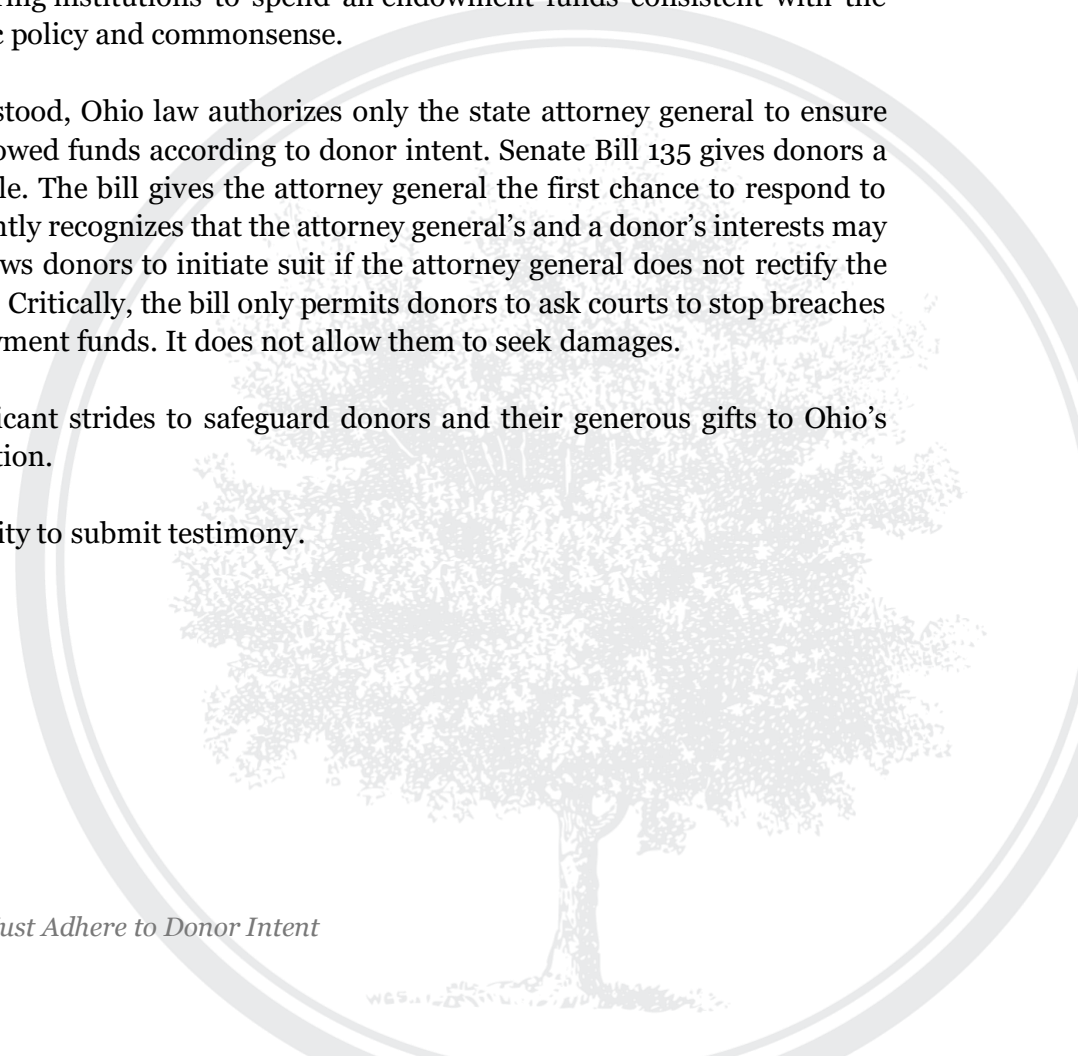 ring institutions to spend all endowment funds consistent with the
c policy and commonsense.
stood, Ohio law authorizes only the state attorney general to ensure
owed funds according to donor intent. Senate Bill 135 gives donors a
le. The bill gives the attorney general the first chance to respond to
ntly recognizes that the attorney general’s and a donor’s interests may
ws donors to initiate suit if the attorney general does not rectify the
Critically, the bill only permits donors to ask courts to stop breaches
ment funds. It does not allow them to seek damages.
icant strides to safeguard donors and their generous gifts to Ohio’s
tion.
ity to submit testimony.
ust Adhere to Donor Intent